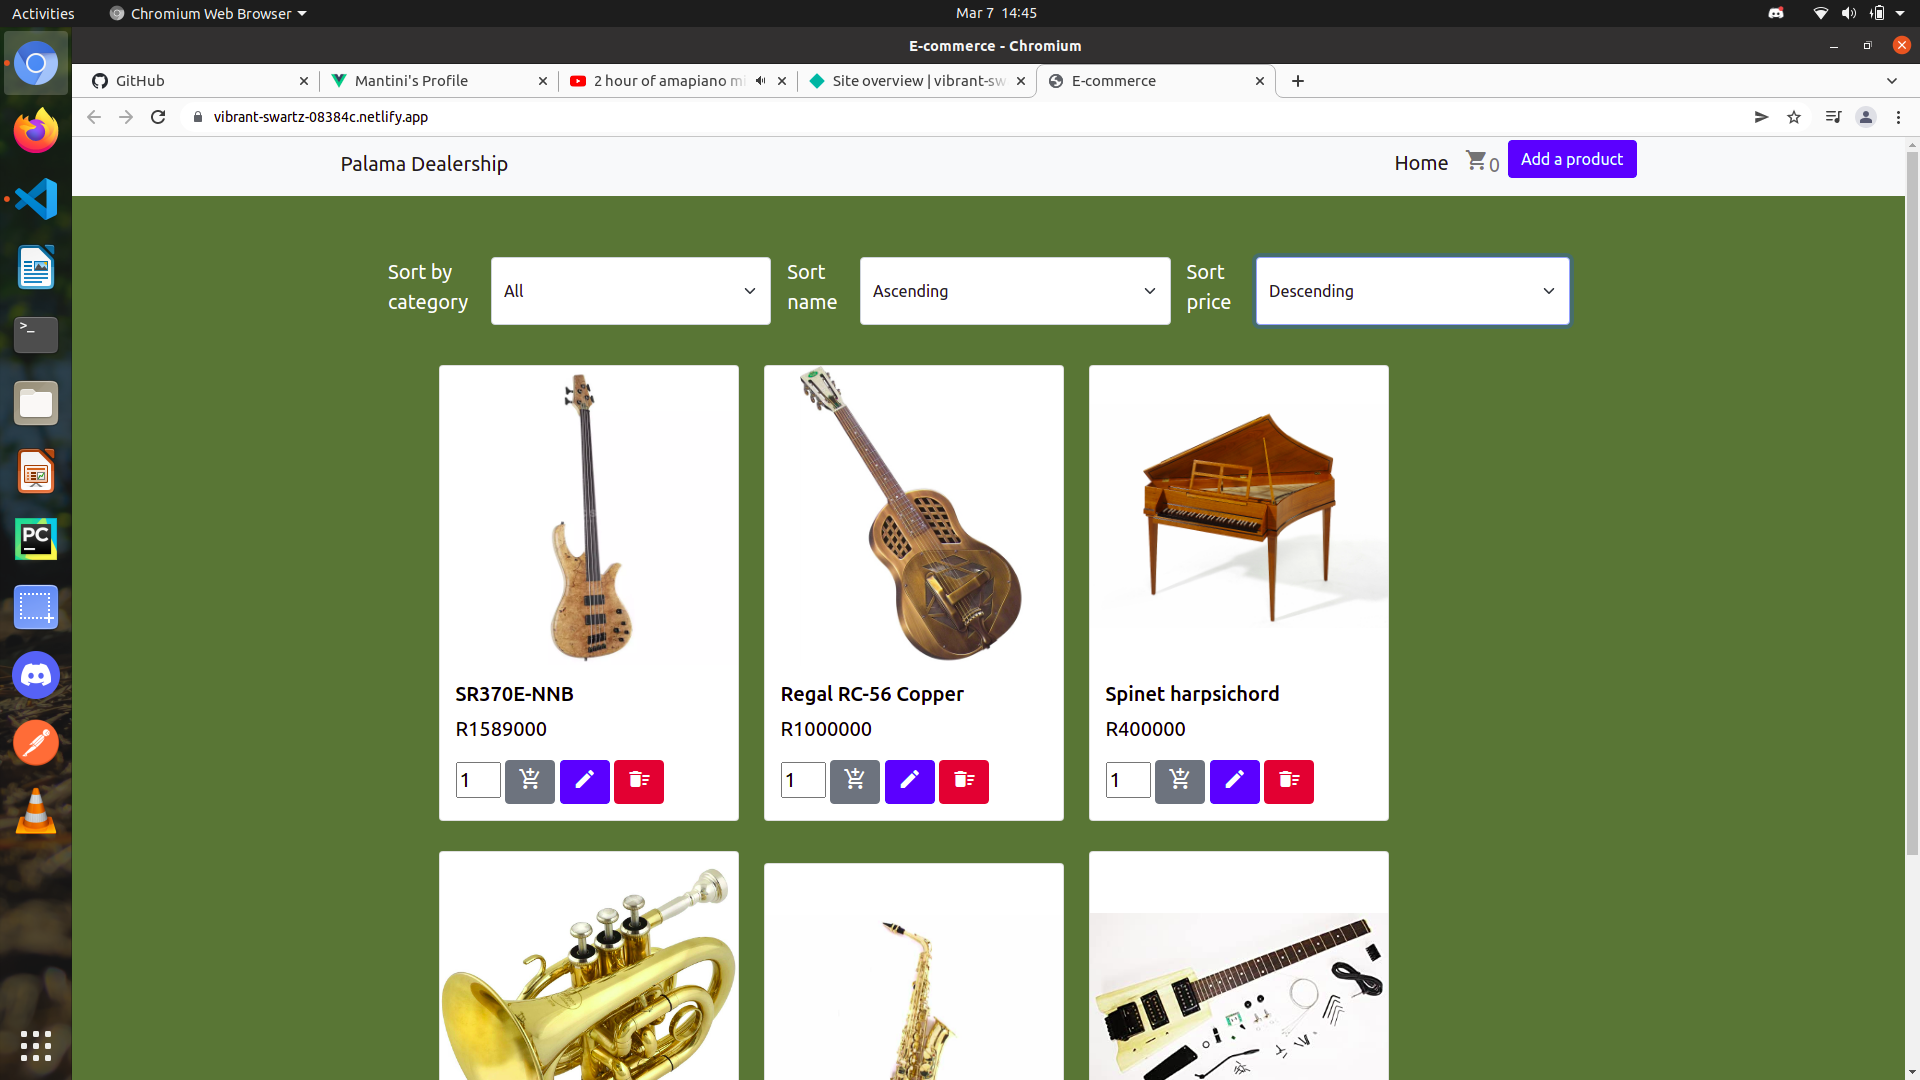 Activities
Chromium Web Browser
Mar 7 14:45
E-commerce - Chromium
GitHub
Mantini's Profile
2 hour of amapiano mi
Site overview | vibrant-sw
E-commerce
vibrant-swartz-08384c.netlify.app
Palama Dealership
Home
0
Add a product
Sort by
category
All
Sort
name
Ascending
Sort
price
Descending
SR370E-NNB
R1589000
1
Regal RC-56 Copper
R1000000
1
Spinet harpsichord
R400000
1
>_
PC